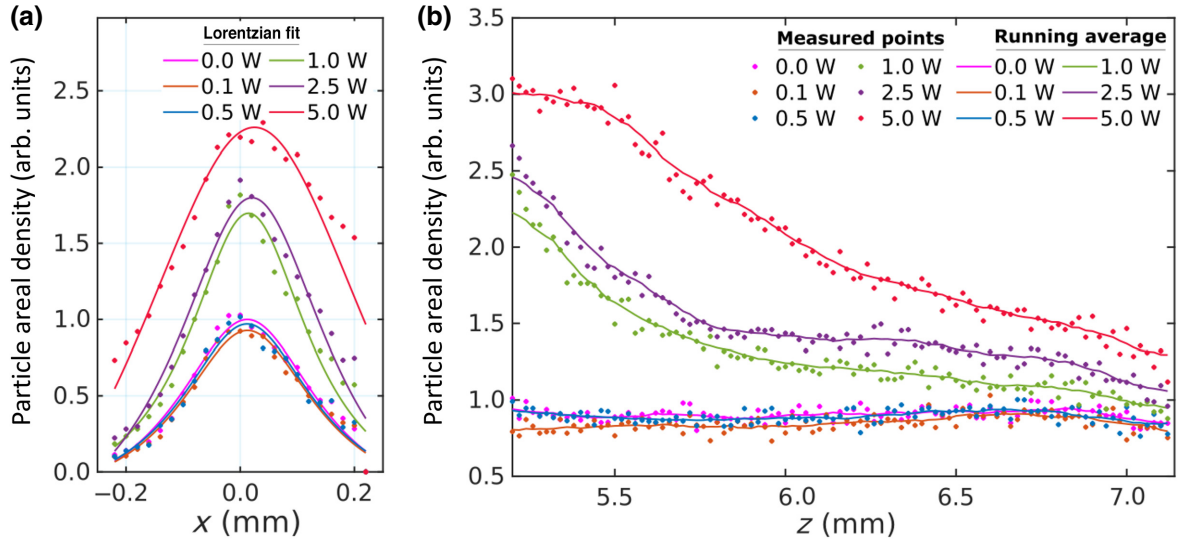 (a)
Lorentzian fit
0.0 W 1.0 W
0.1 W 2.5 W
0.5 W 5.0 W
Particle areal density (arb. units)
2.5
2.0
1.5
1.0
0.5
0.0
−0.2 0.0 0.2
x (mm)
(b)
Measured points Running average
0.0 W 1.0 W 0.0 W 1.0 W
0.1 W 2.5 W 0.1 W 2.5 W
0.5 W 5.0 W 0.5 W 5.0 W
Particle areal density (arb. units)
3.5
3.0
2.5
2.0
1.5
1.0
0.5
5.5 6.0 6.5 7.0
z (mm)